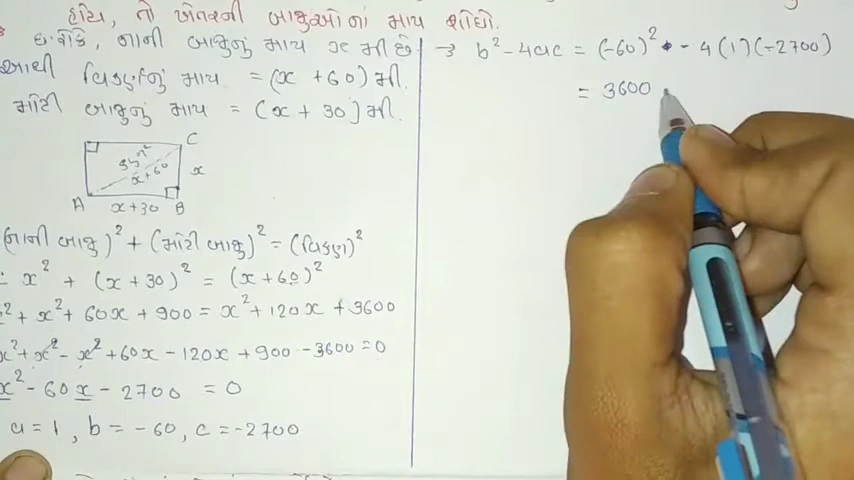 હોય, તો ખેતરની બાજુઓનાં માપ શોધો.
ધારોકે, નાની બાજુનું માપ x મી છે.
આથી વિકર્ણનું માપ = (x + 60) મી.
મોટી બાજુનું માપ = (x + 30) મી.
C
x + 60
x
A x + 30 B
(નાની બાજુ)² + (મોટી બાજુ)² = (વિકર્ણ)²
x² + (x + 30)² = (x + 60)²
x² + x² + 60x + 900 = x² + 120x + 3600
x² + x² - x² + 60x - 120x + 900 - 3600 = 0
x² - 60x - 2700 = 0
a = 1, b = -60, c = -2700
→ b² - 4ac = (-60)² - 4(1)(-2700)
= 3600